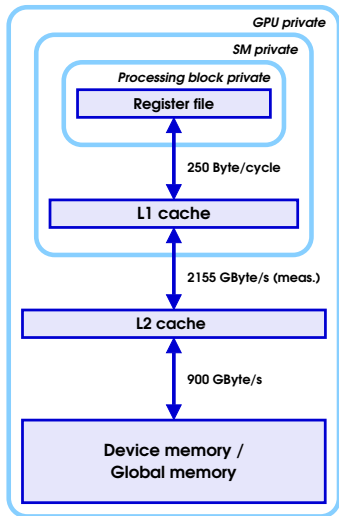 GPU private
SM private
Processing block private
Register file
250 Byte/cycle
L1 cache
2155 GByte/s (meas.)
L2 cache
900 GByte/s
Device memory /
Global memory